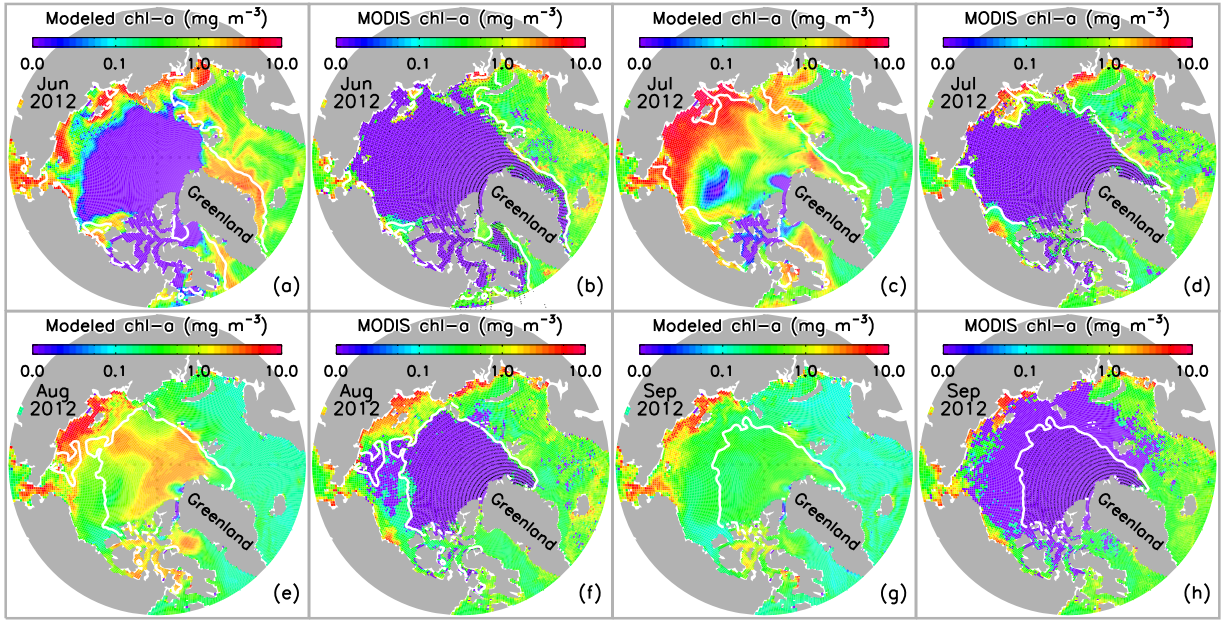 Modeled chl-a (mg m⁻³)
0.0 0.1 1.0 10.0
Jun
2012
Greenland
(a)
MODIS chl-a (mg m⁻³)
0.0 0.1 1.0 10.0
Jun
2012
Greenland
(b)
Modeled chl-a (mg m⁻³)
0.0 0.1 1.0 10.0
Jul
2012
Greenland
(c)
MODIS chl-a (mg m⁻³)
0.0 0.1 1.0 10.0
Jul
2012
Greenland
(d)
Modeled chl-a (mg m⁻³)
0.0 0.1 1.0 10.0
Aug
2012
Greenland
(e)
MODIS chl-a (mg m⁻³)
0.0 0.1 1.0 10.0
Aug
2012
Greenland
(f)
Modeled chl-a (mg m⁻³)
0.0 0.1 1.0 10.0
Sep
2012
Greenland
(g)
MODIS chl-a (mg m⁻³)
0.0 0.1 1.0 10.0
Sep
2012
Greenland
(h)